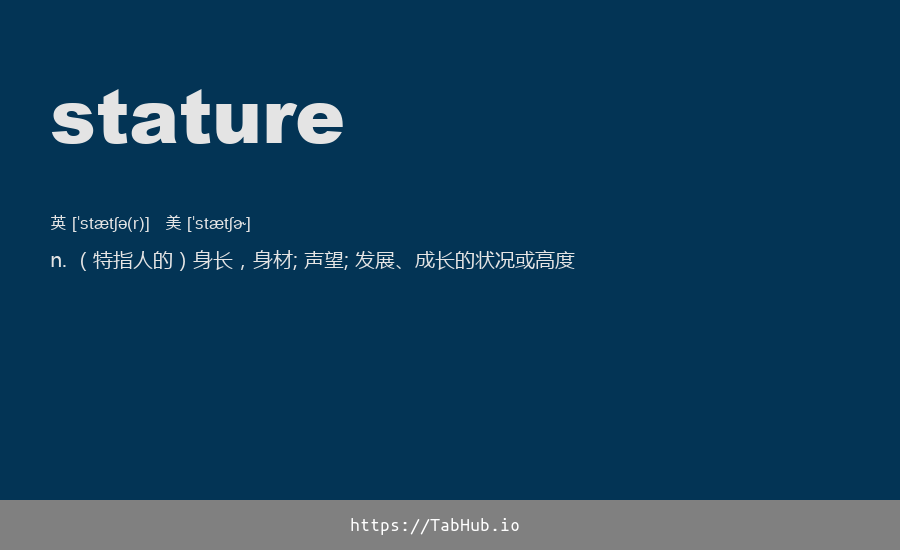 stature
英 [ˈstætʃə(r)] 美 [ˈstætʃɚ]
n. ( 特指人的 ) 身长 , 身材; 声望; 发展、成长的状况或高度
https://TabHub.io